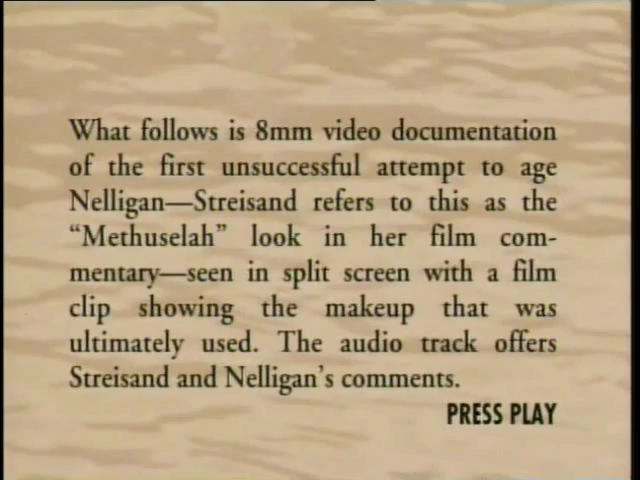 What follows is 8mm video documentation
of the first unsuccessful attempt to age
Nelligan—Streisand refers to this as the
“Methuselah” look in her film com-
mentary—seen in split screen with a film
clip showing the makeup that was
ultimately used. The audio track offers
Streisand and Nelligan’s comments.
PRESS PLAY